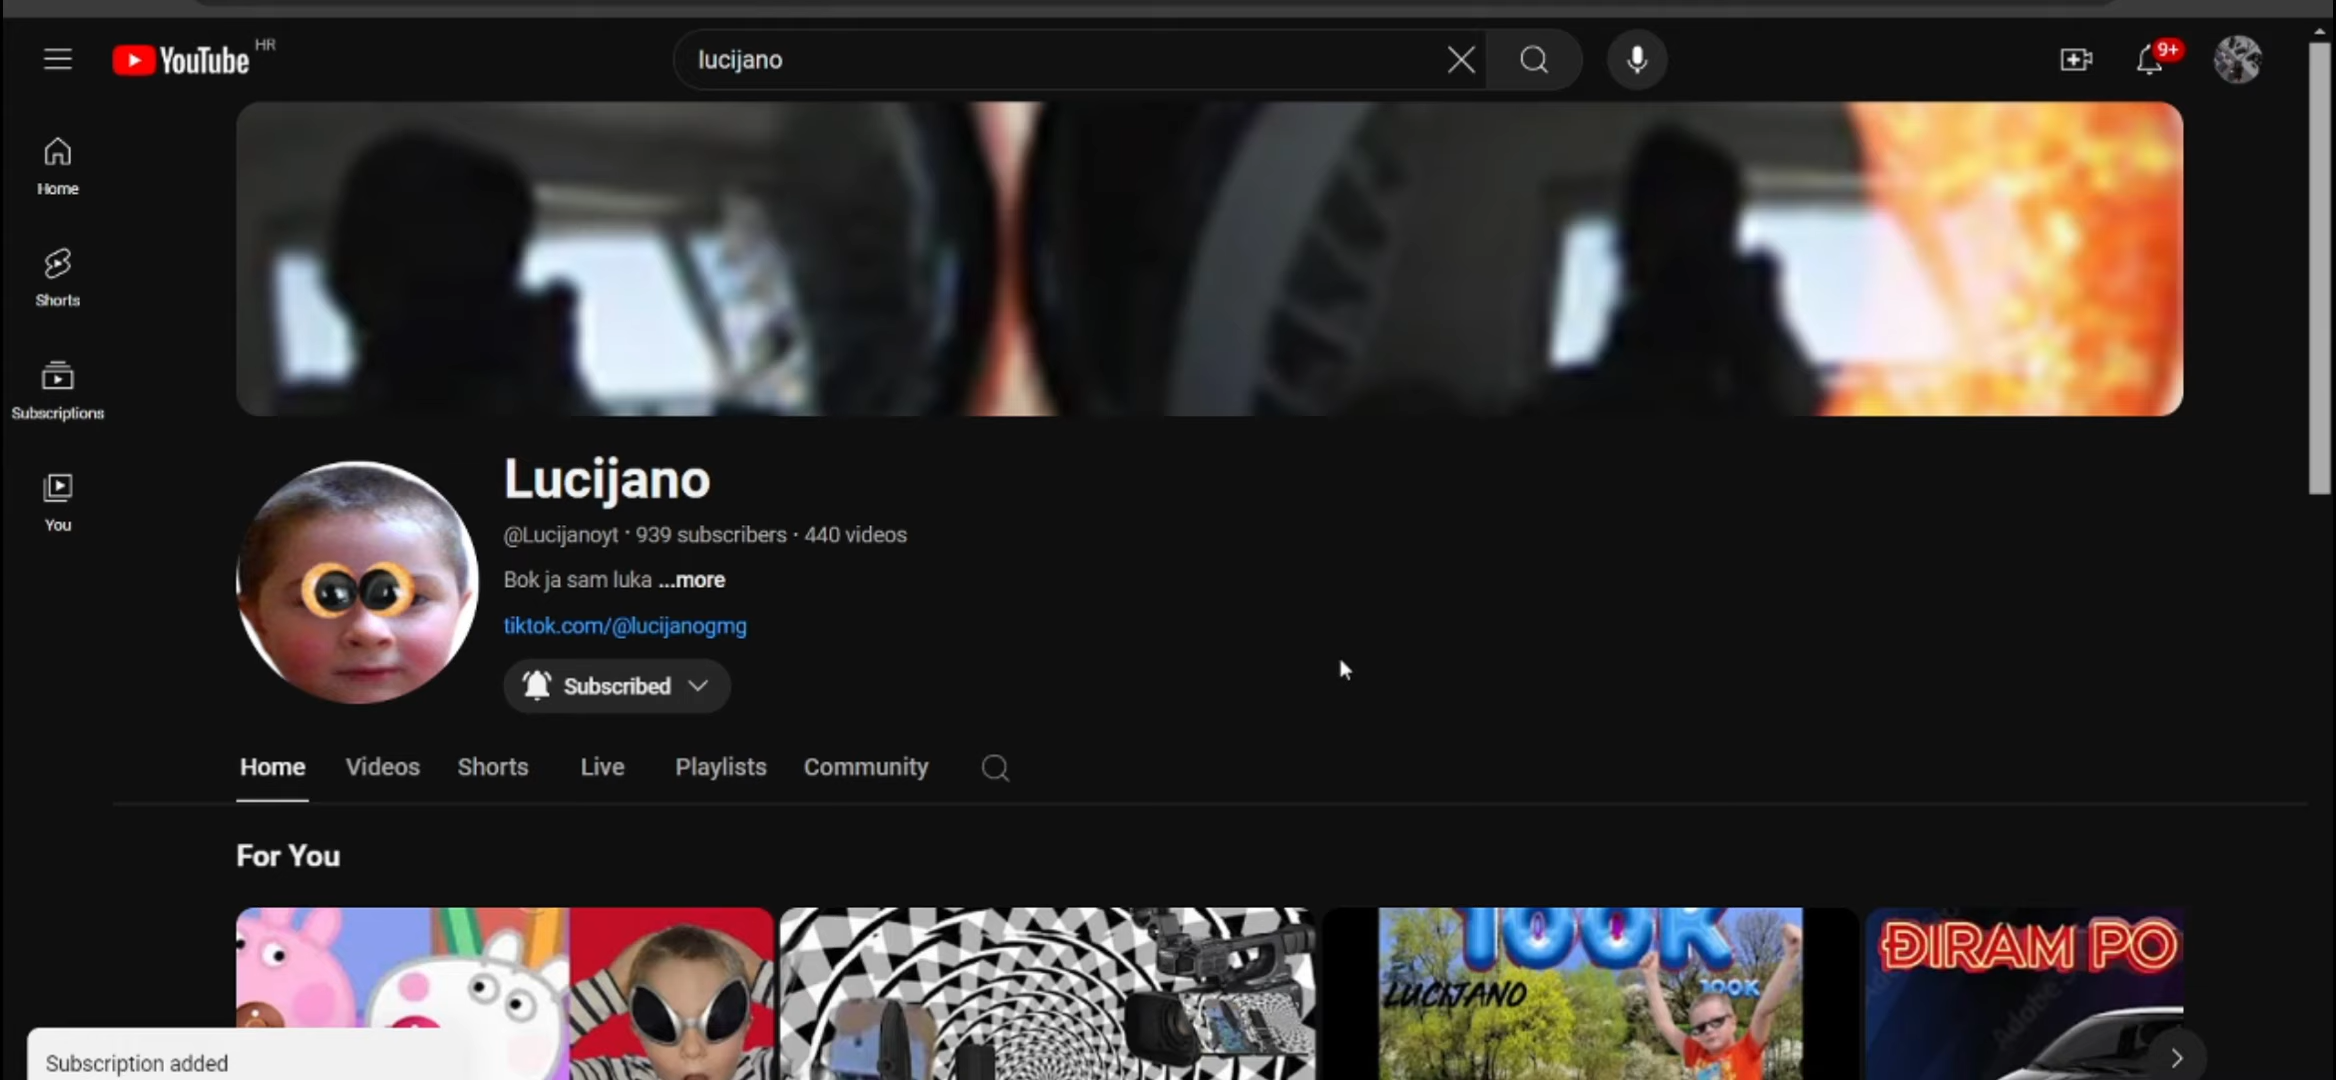 YouTube HR
lucijano
9+
Home
Shorts
Subscriptions
You
Lucijano
@Lucijanoyt · 939 subscribers · 440 videos
Bok ja sam luka ...more
tiktok.com/@lucijanogmg
Subscribed
Home Videos Shorts Live Playlists Community
For You
100K
LUCIJANO
100K
ĐIRAM PO
Adobe
Subscription added